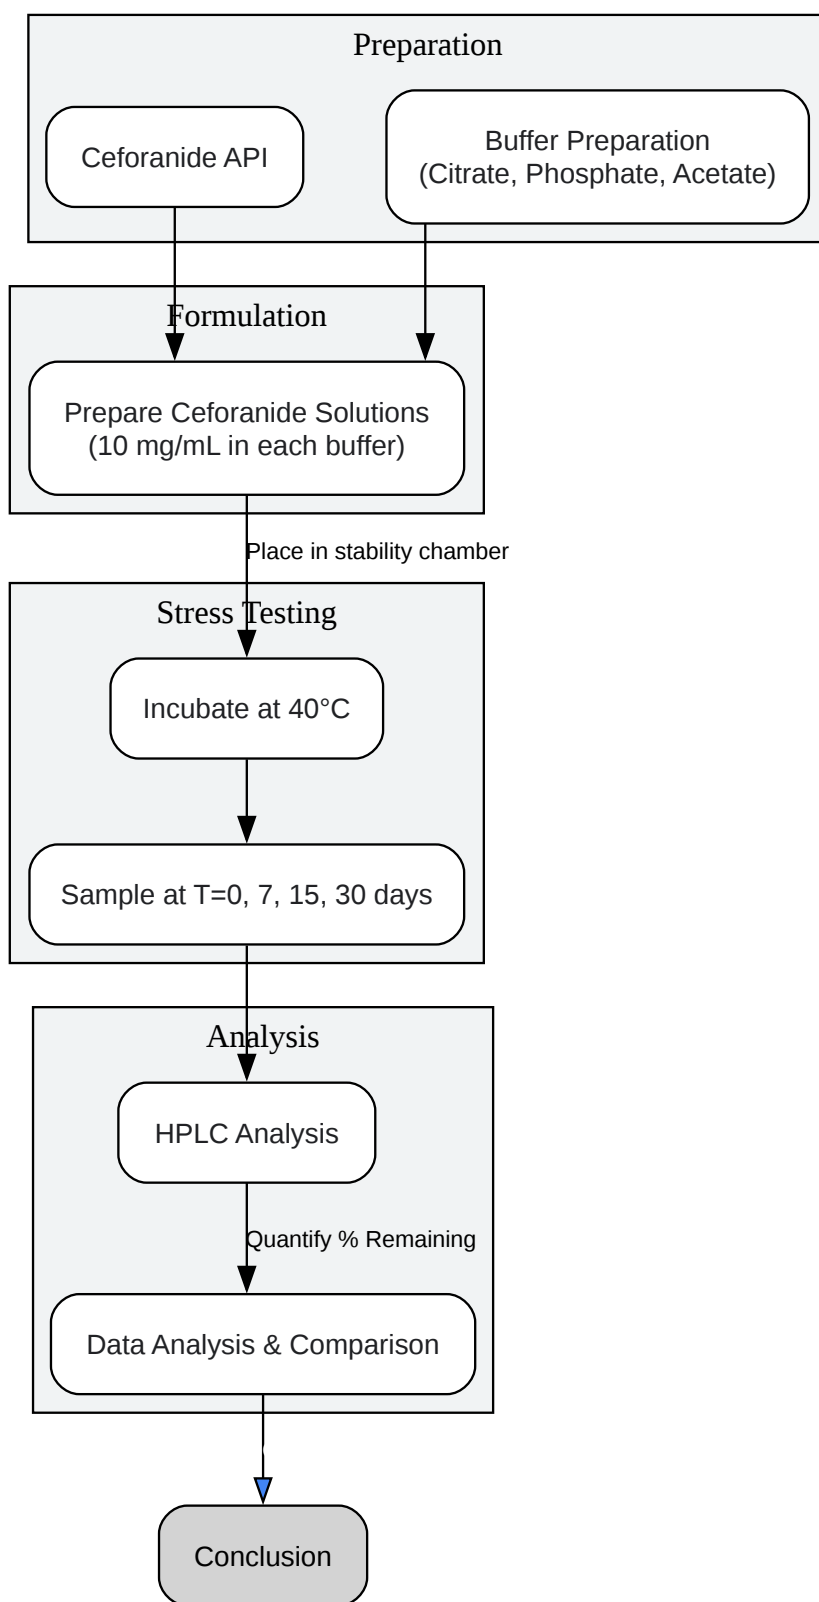 Preparation
Ceforanide API
Buffer Preparation
(Citrate, Phosphate, Acetate)
Formulation
Prepare Ceforanide Solutions
(10 mg/mL in each buffer)
Place in stability chamber
Stress Testing
Incubate at 40°C
Sample at T=0, 7, 15, 30 days
Analysis
HPLC Analysis
Quantify % Remaining
Data Analysis & Comparison
Conclusion